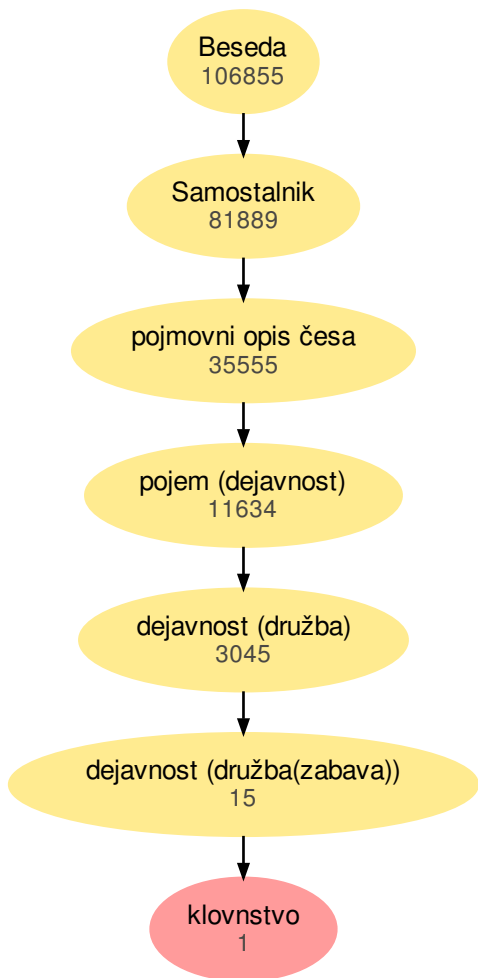 Beseda
106855
Samostalnik
81889
pojmovni opis česa
35555
pojem (dejavnost)
11634
dejavnost (družba)
3045
dejavnost (družba(zabava))
15
klovnstvo
1